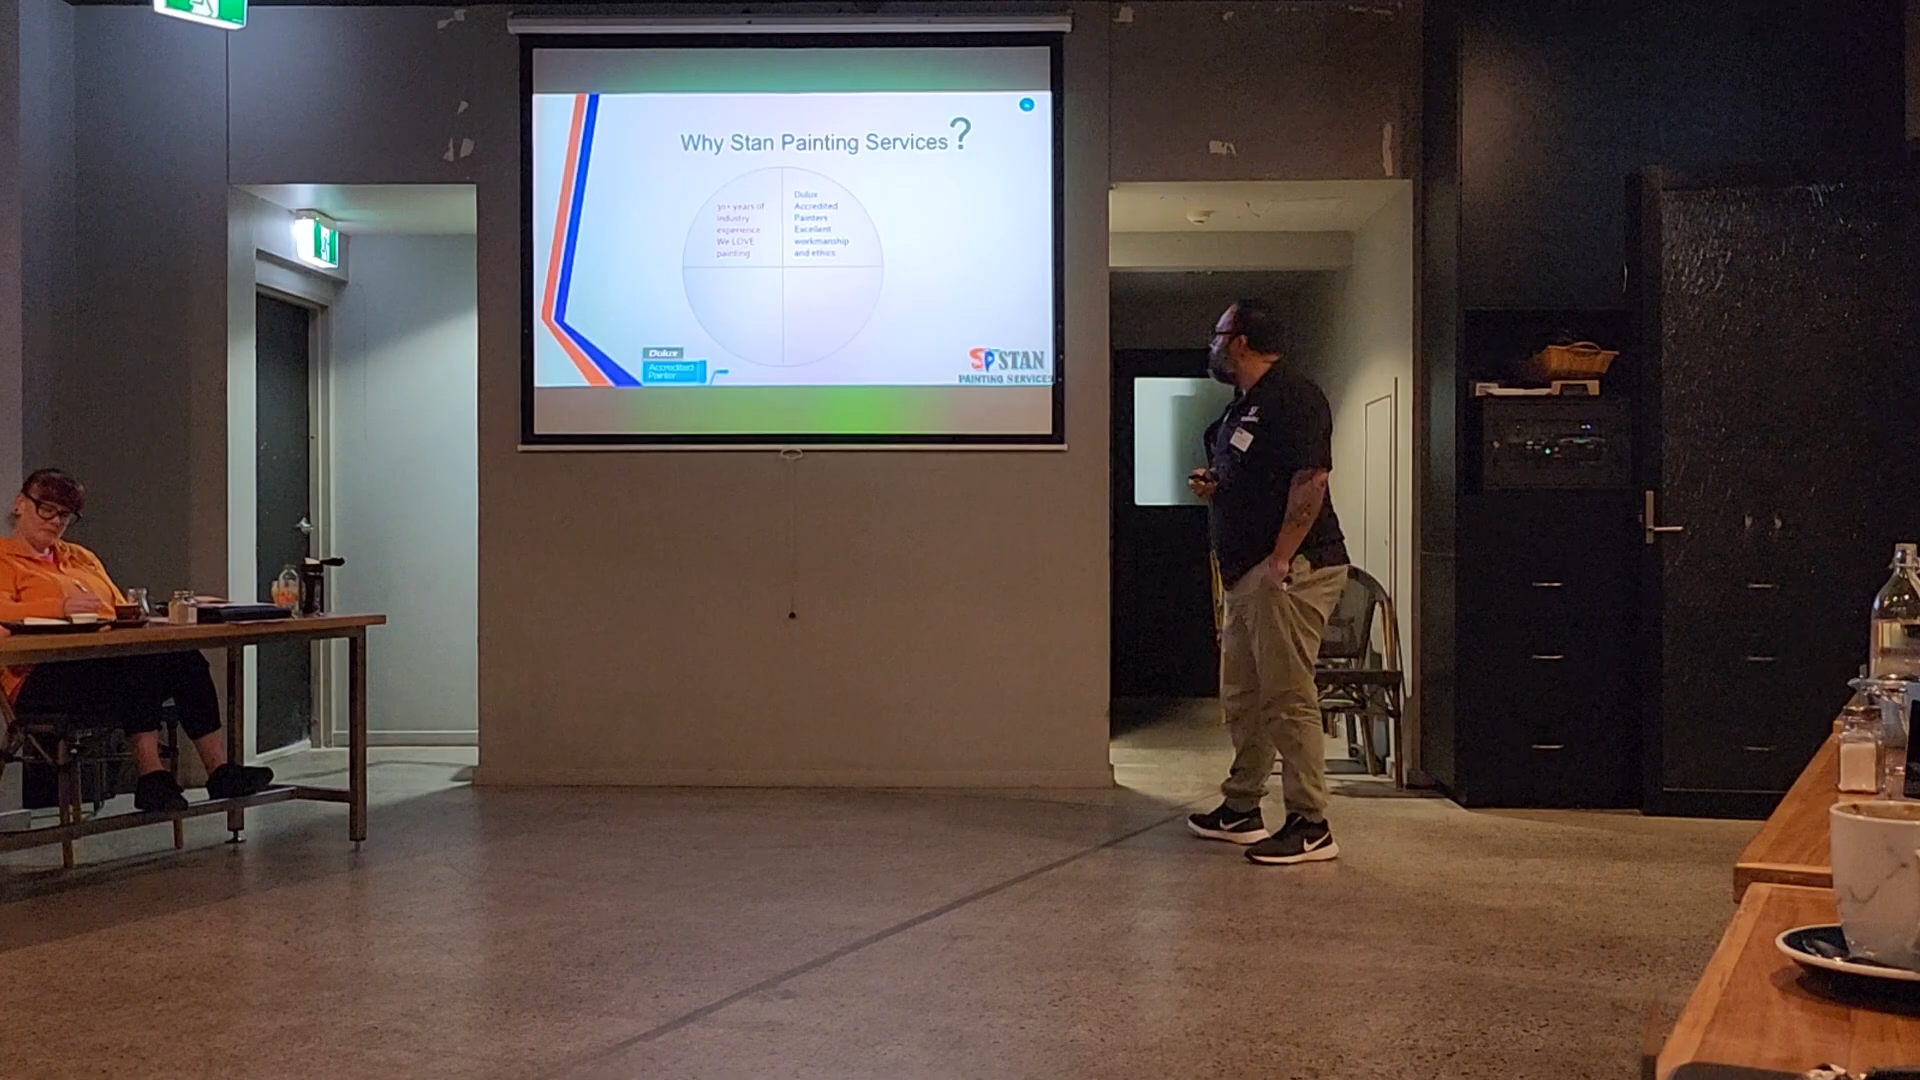 Why Stan Painting Services?
30+ years of
industry
experience
We LOVE
painting
Dulux
Accredited
Painters
Excellent
workmanship
and ethics
Dulux
Accredited
Painter
SP STAN
PAINTING SERVICES